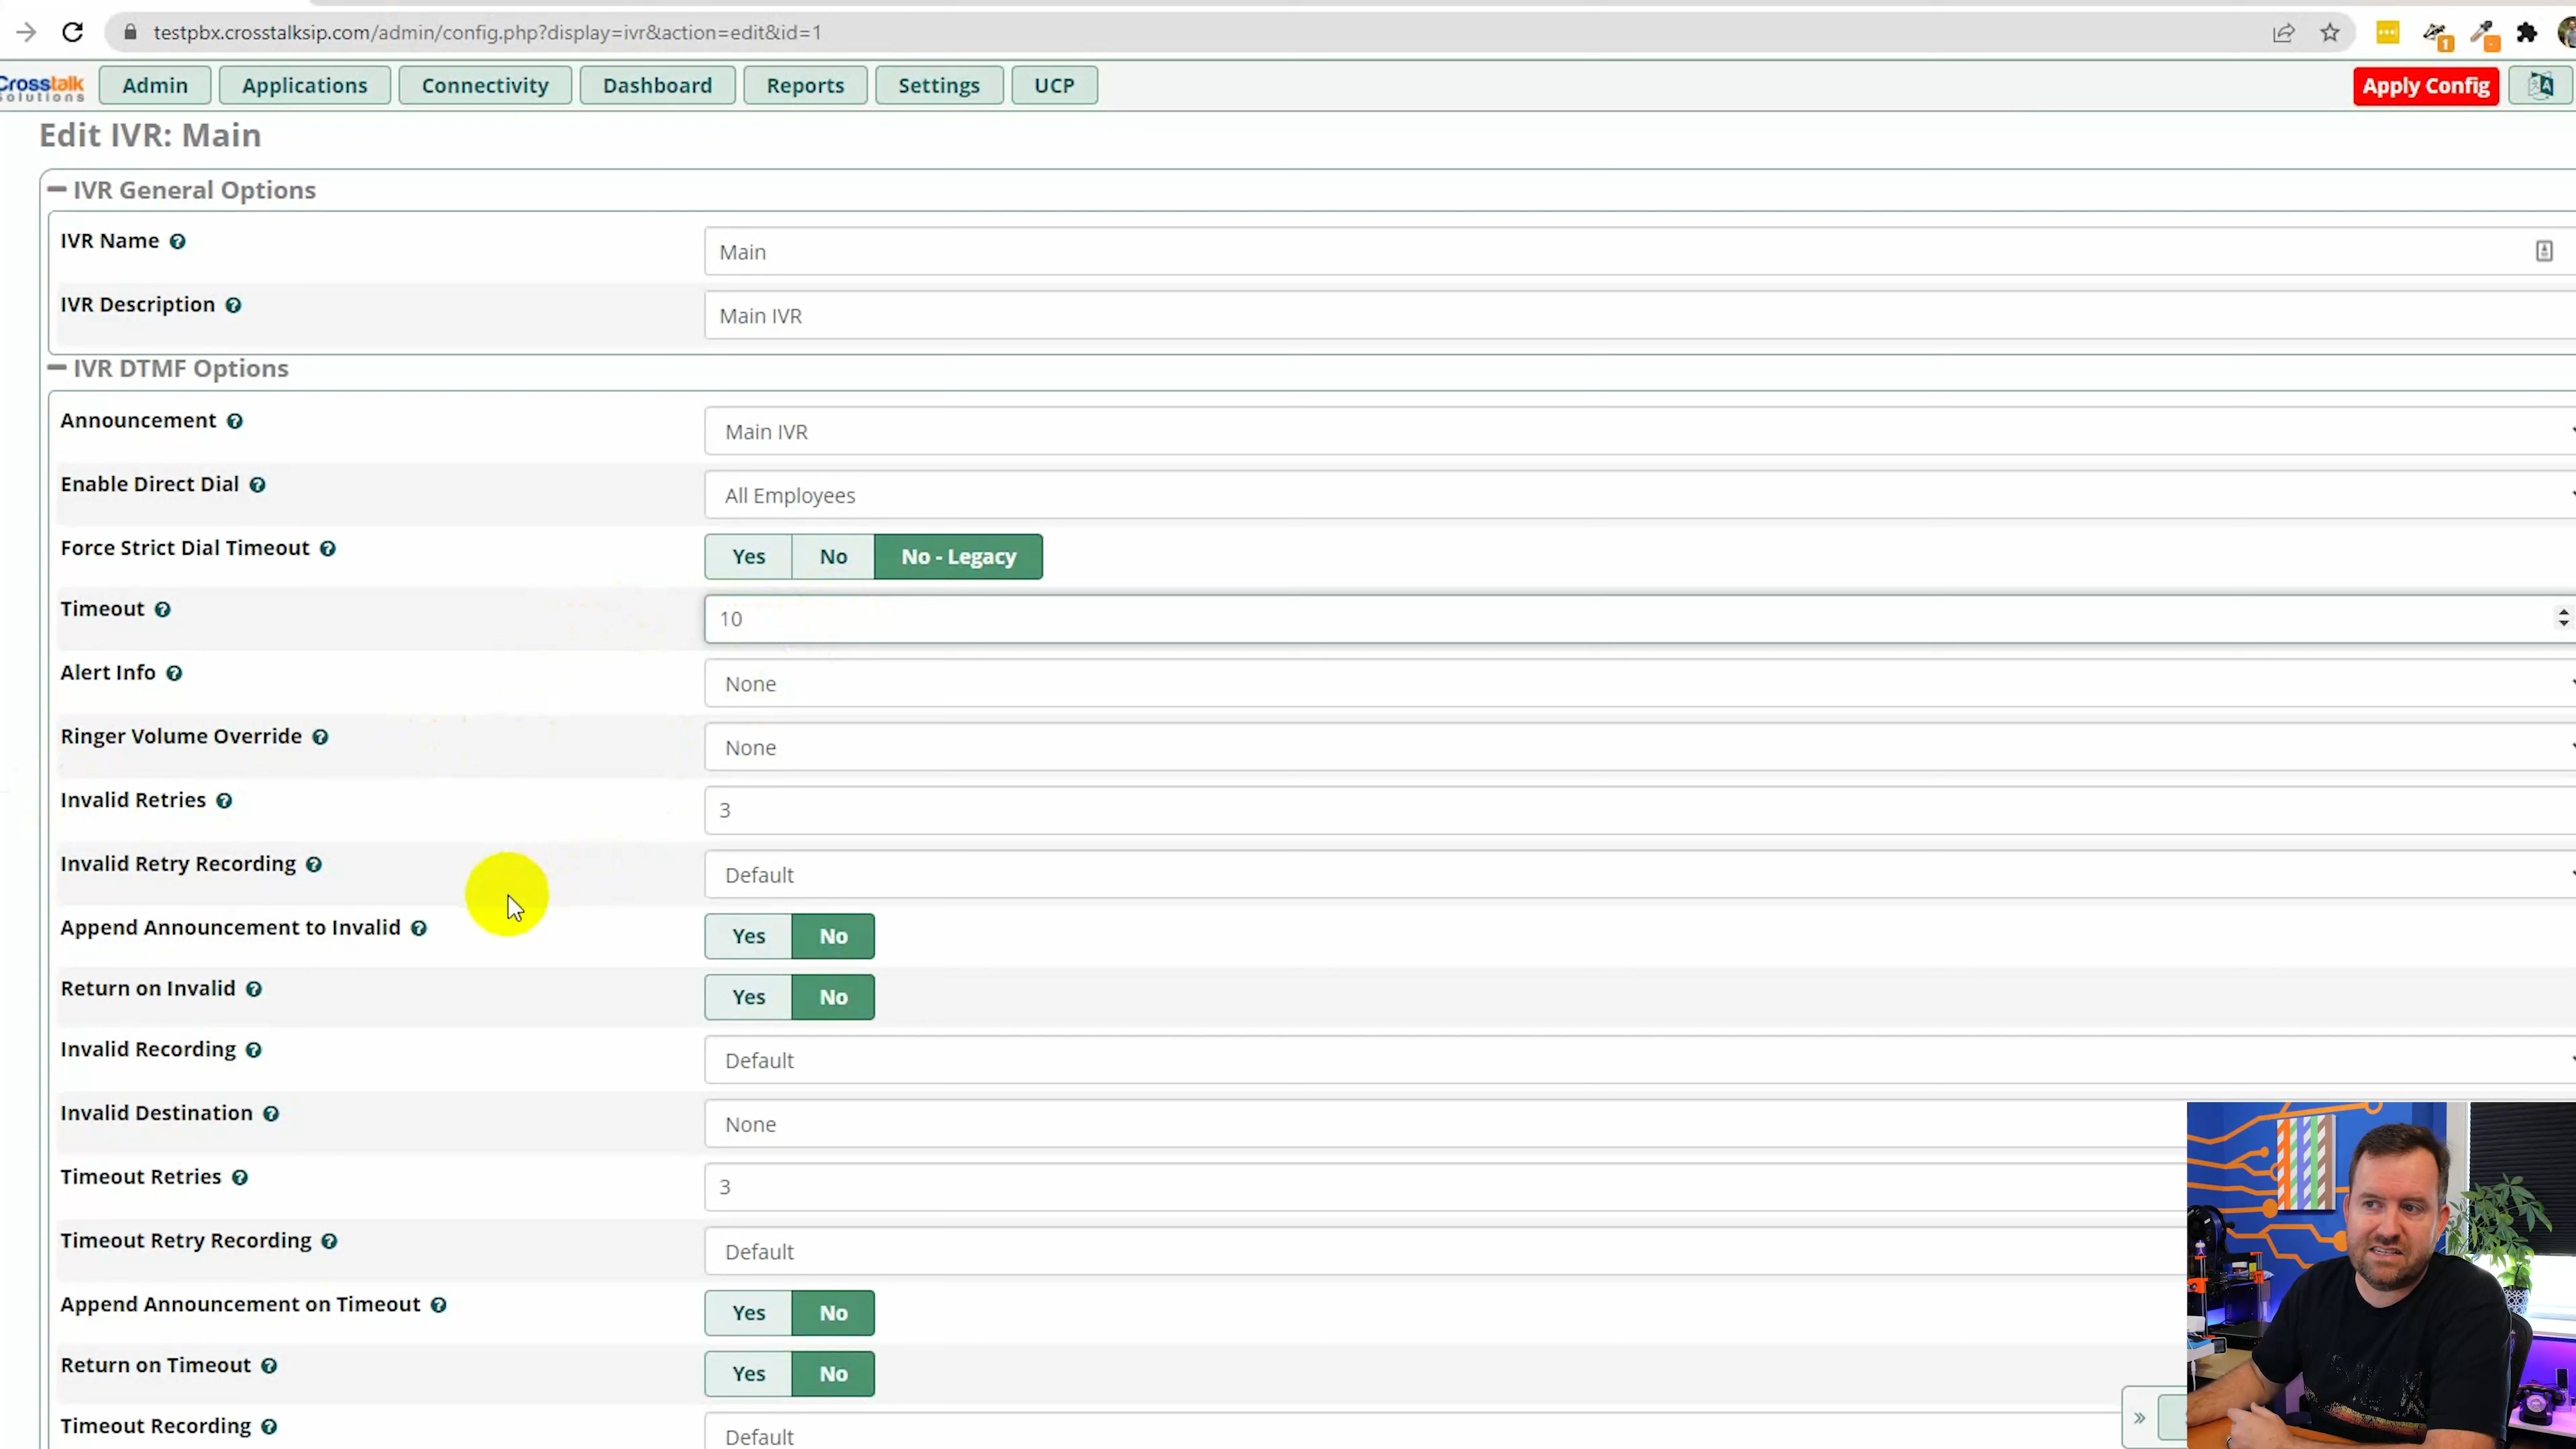 testpbx.crosstalksip.com/admin/config.php?display=ivr&action=edit&id=1
1
Crosstalk
Solutions
Admin
Applications
Connectivity
Dashboard
Reports
Settings
UCP
Apply Config
Edit IVR: Main
IVR General Options
IVR Name
Main
IVR Description
Main IVR
IVR DTMF Options
Announcement
Main IVR
Enable Direct Dial
All Employees
Force Strict Dial Timeout
Yes
No
No - Legacy
Timeout
10
Alert Info
None
Ringer Volume Override
None
Invalid Retries
3
Invalid Retry Recording
Default
Append Announcement to Invalid
Yes
No
Return on Invalid
Yes
No
Invalid Recording
Default
Invalid Destination
None
Timeout Retries
3
Timeout Retry Recording
Default
Append Announcement on Timeout
Yes
No
Return on Timeout
Yes
No
Timeout Recording
Default